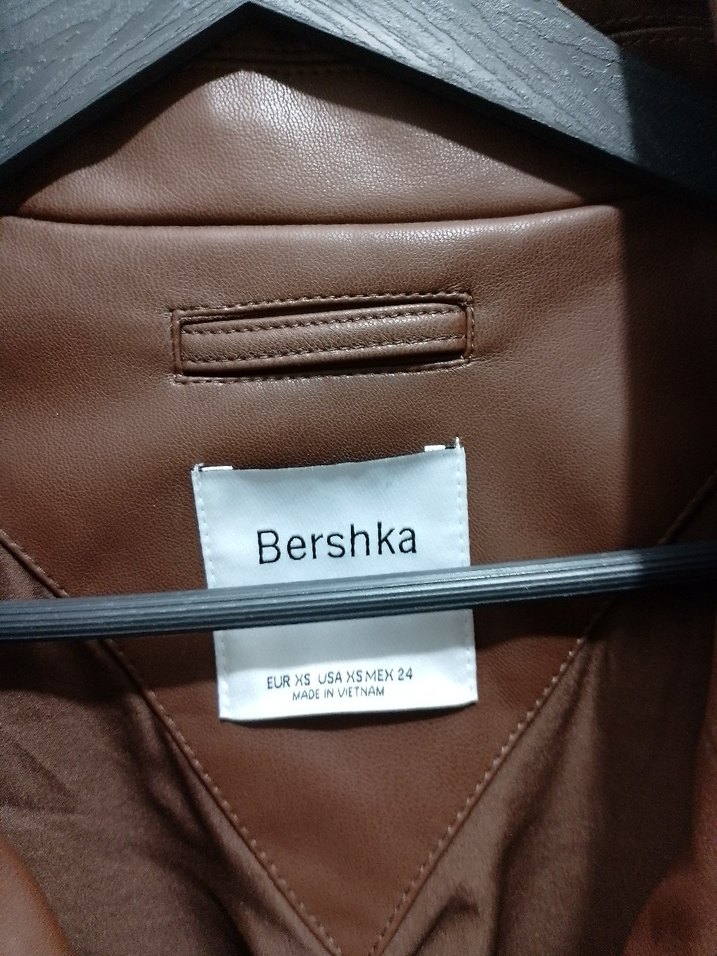 Bershka
EUR XS USA XS MEX 24
MADE IN VIETNAM